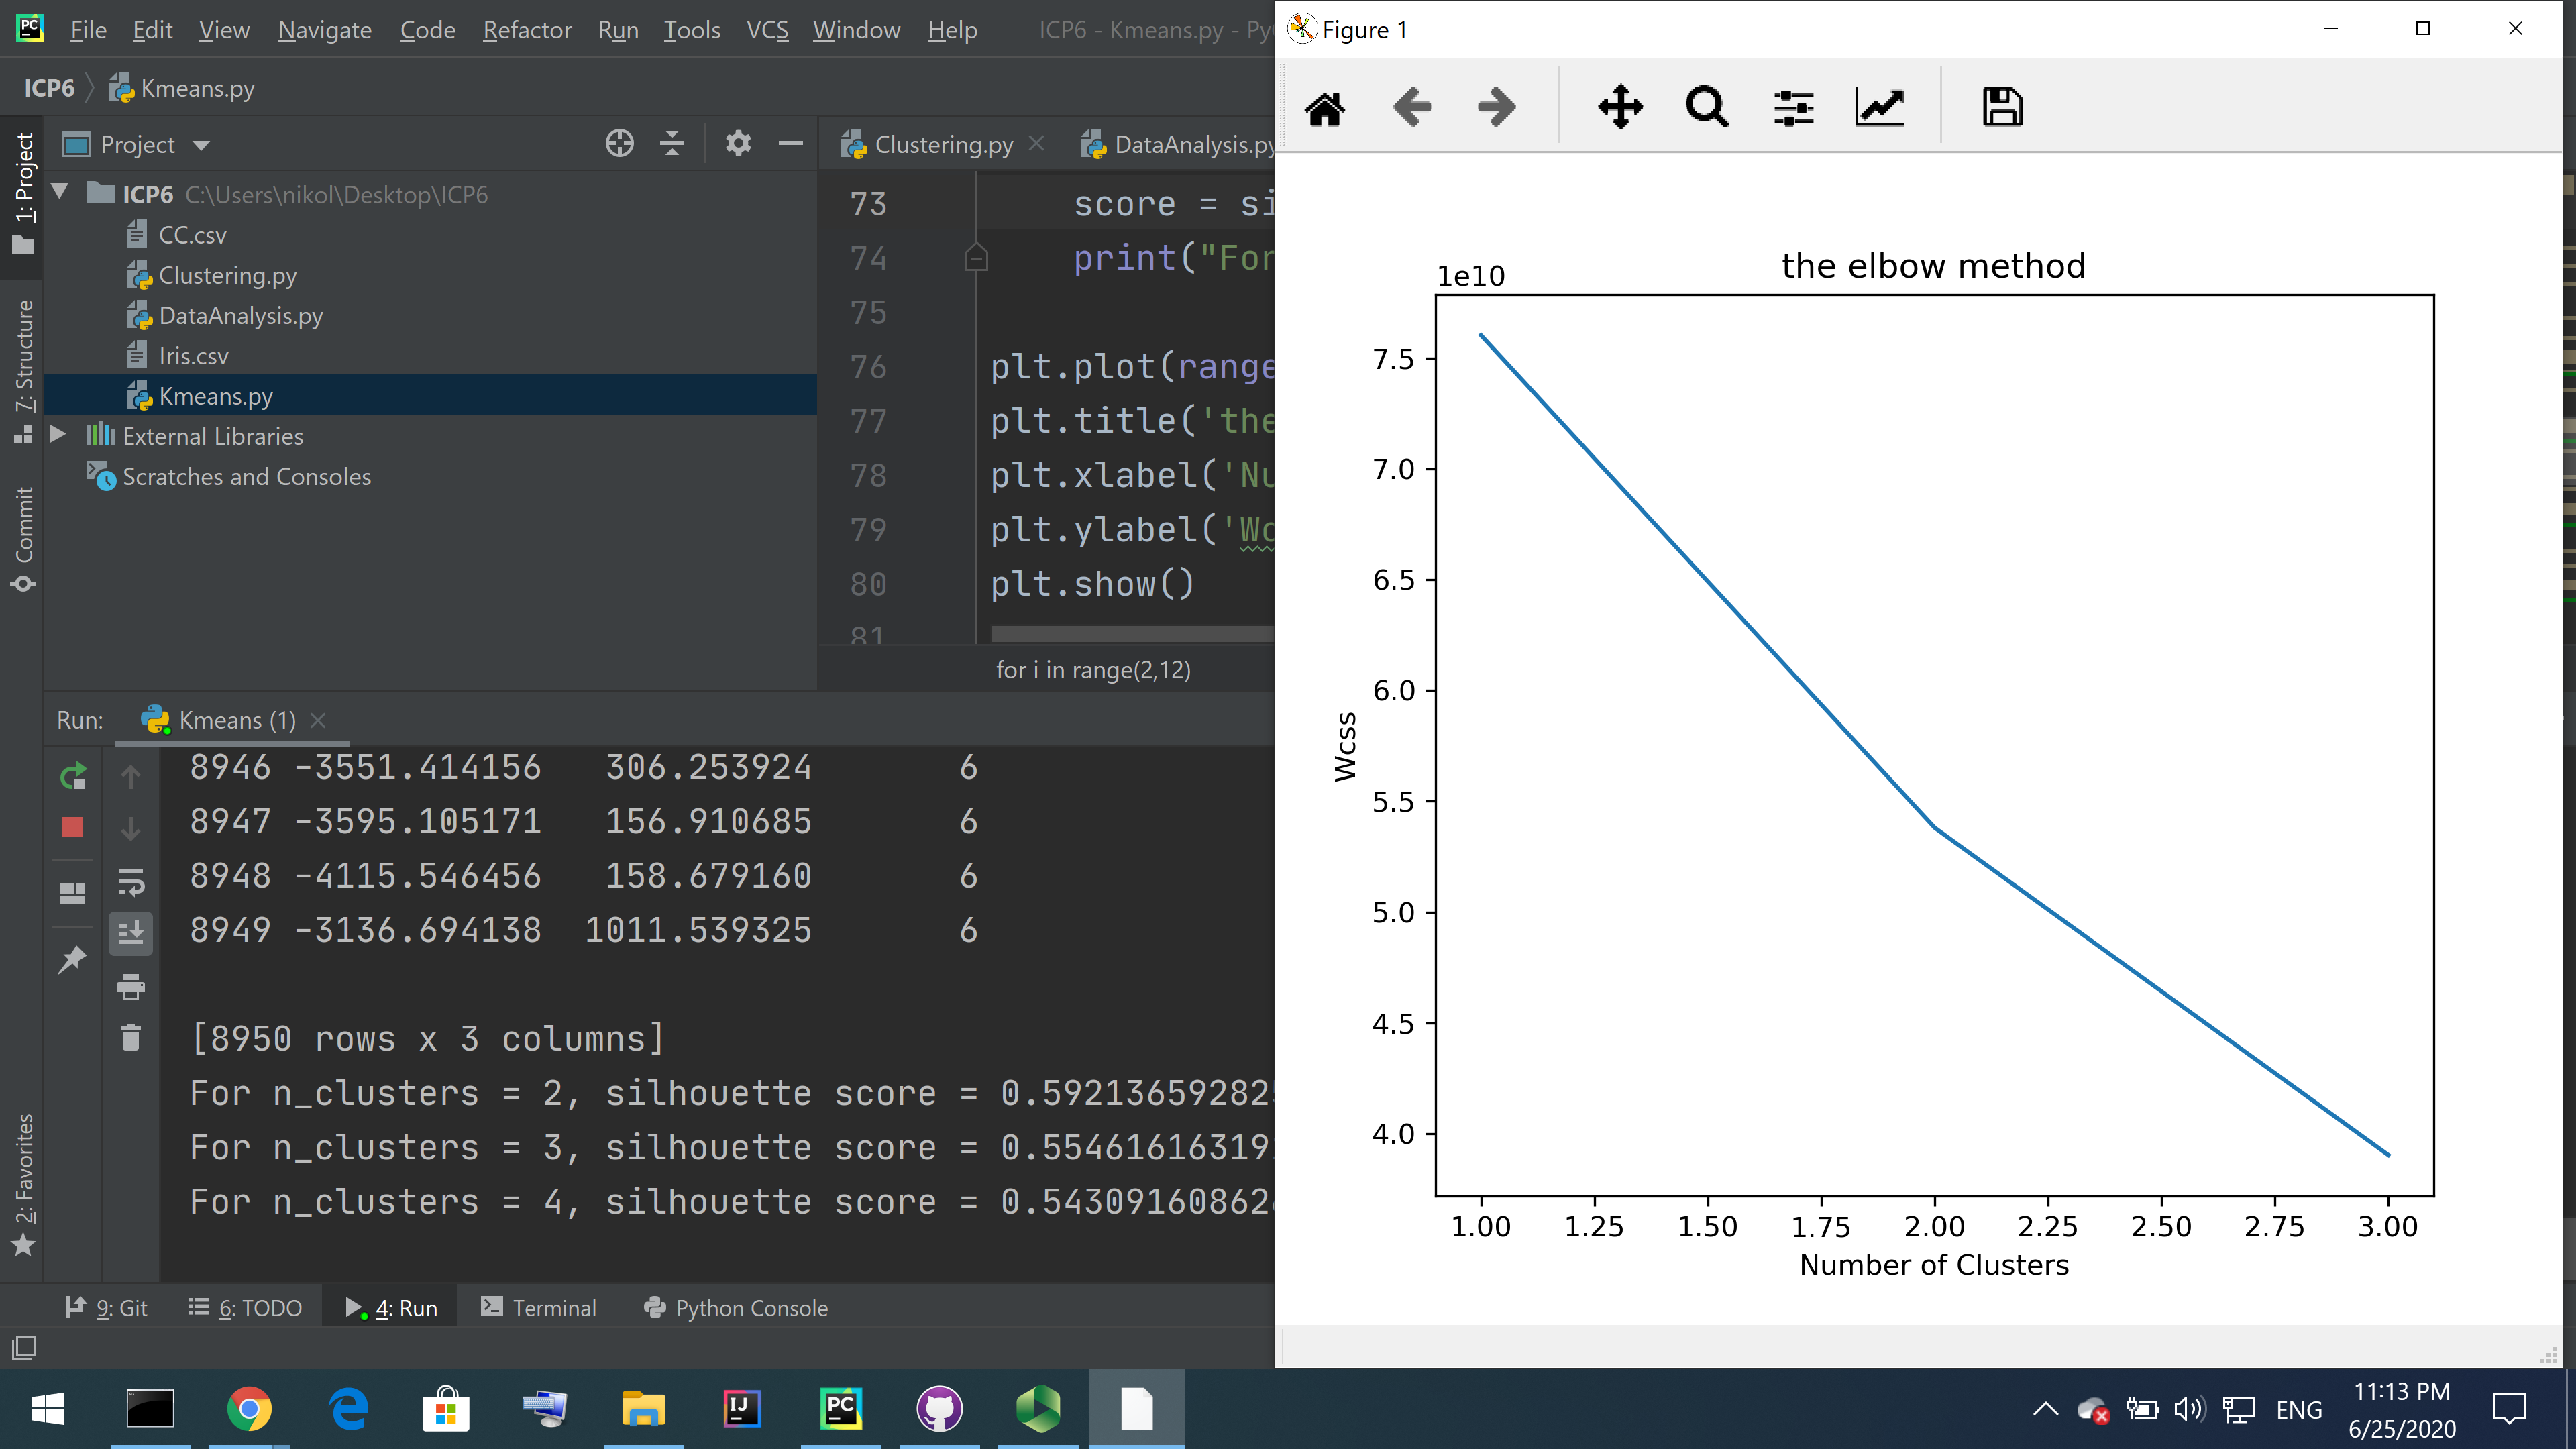 File Edit View Navigate Code Refactor Run Tools VCS Window Help ICP6 - Kmeans.py -
ICP6 Kmeans.py
1: Project
7: Structure
Commit
2: Favorites
Project
ICP6 C:\Users\nikol\Desktop\ICP6
CC.csv
Clustering.py
DataAnalysis.py
Iris.csv
Kmeans.py
External Libraries
Scratches and Consoles
Clustering.py DataAnalysis.py
73 score = si
74 print("For
75
76 plt.plot(range
77 plt.title('the
78 plt.xlabel('Nu
79 plt.ylabel('Wc
80 plt.show()
81
for i in range(2,12)
Run: Kmeans (1)
8946 -3551.414156 306.253924 6
8947 -3595.105171 156.910685 6
8948 -4115.546456 158.679160 6
8949 -3136.694138 1011.539325 6
[8950 rows x 3 columns]
For n_clusters = 2, silhouette score = 0.592136592825
For n_clusters = 3, silhouette score = 0.55461616319
For n_clusters = 4, silhouette score = 0.54309160862
9: Git 6: TODO 4: Run Terminal Python Console
Figure 1
the elbow method
1e10
7.5
7.0
6.5
6.0
5.5
5.0
4.5
4.0
Wcss
1.00 1.25 1.50 1.75 2.00 2.25 2.50 2.75 3.00
Number of Clusters
PC
IJ
PC
ENG
11:13 PM
6/25/2020